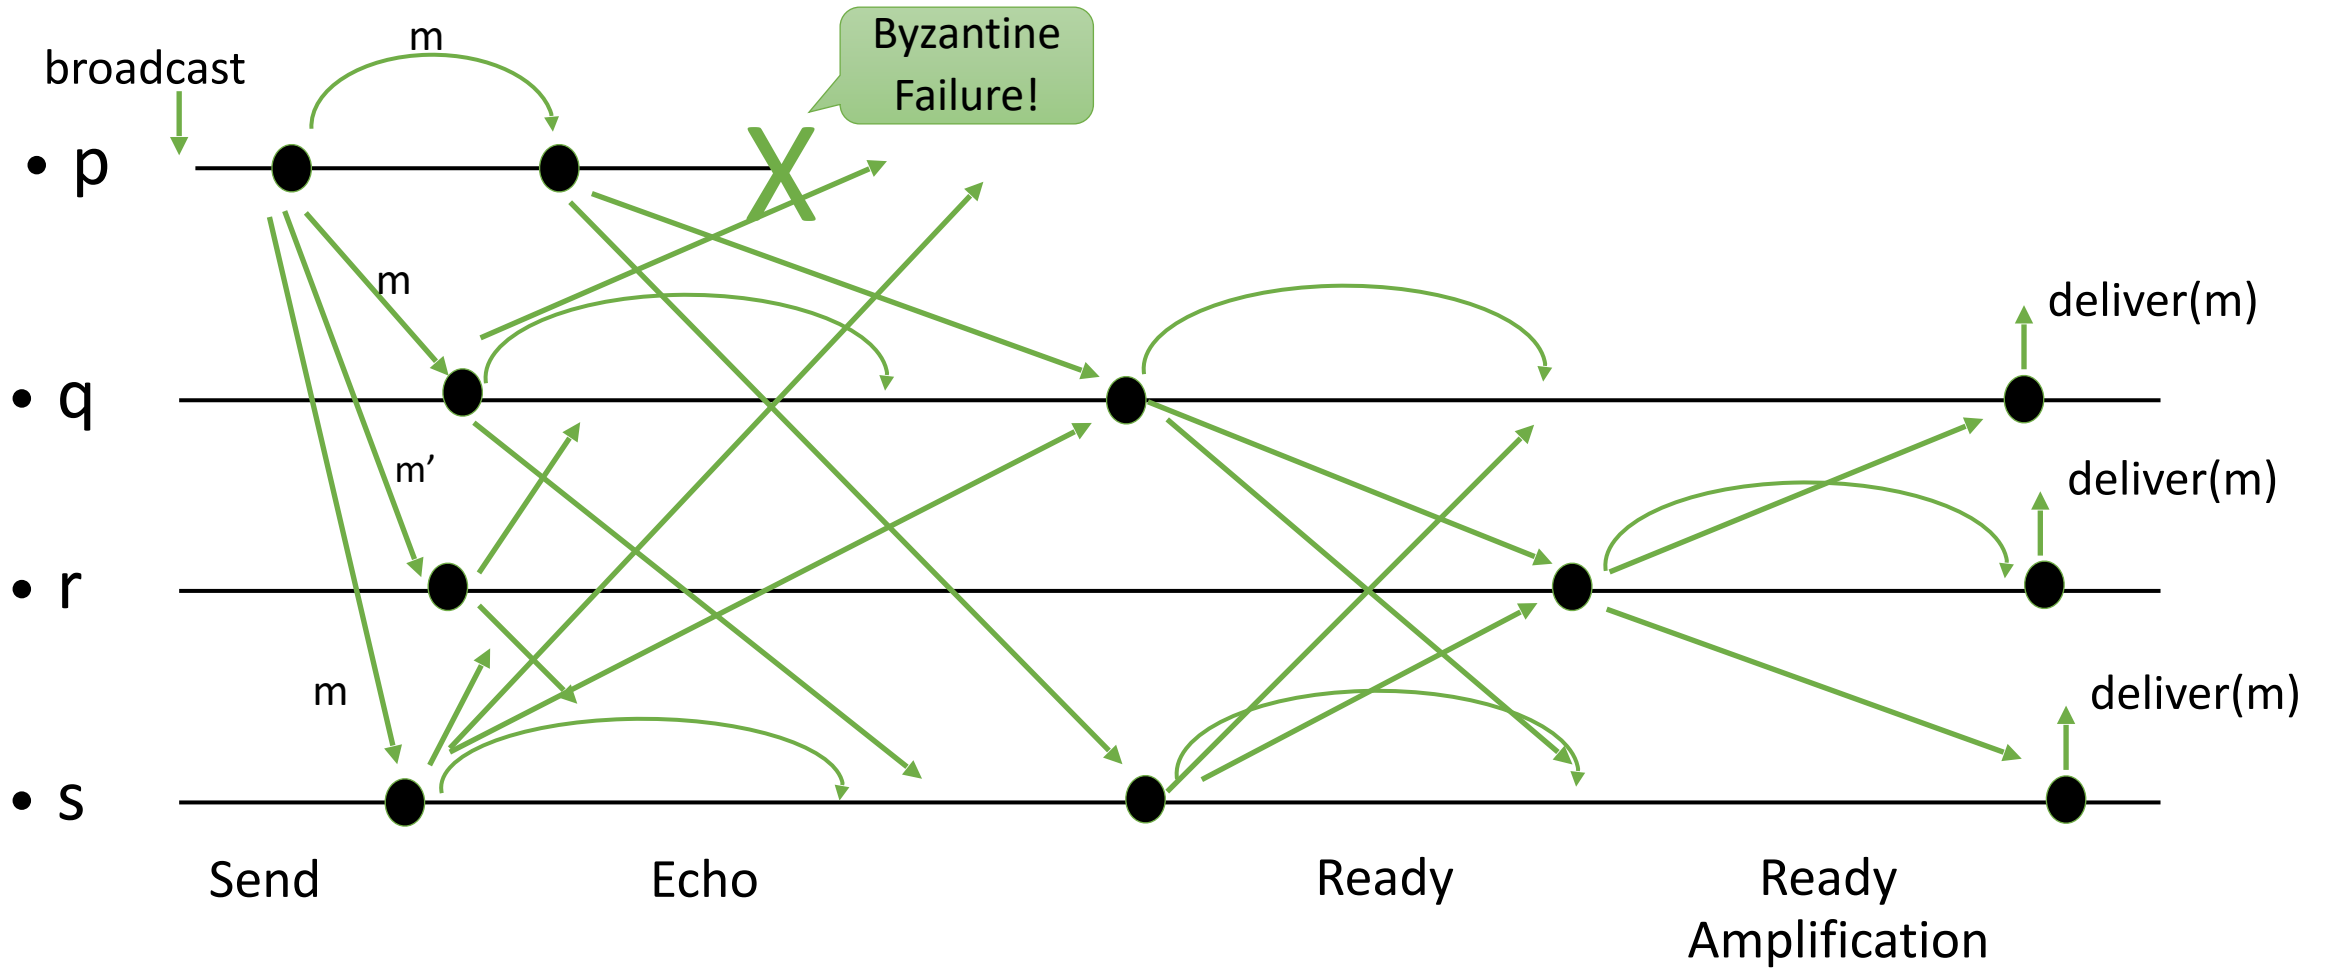 m
Byzantine
Failure!
broadcast
• p
m
deliver(m)
• q
m’
deliver(m)
• r
m
deliver(m)
• s
Send
Echo
Ready
Ready
Amplification